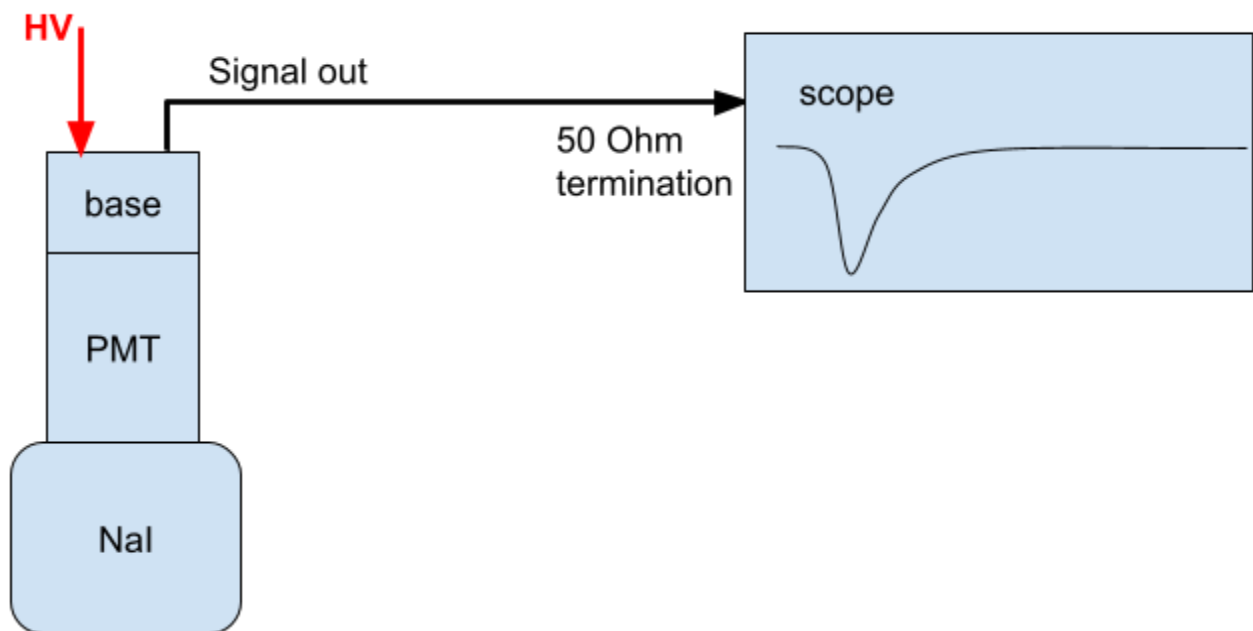 HV
Signal out
scope
50 Ohm
termination
base
PMT
NaI